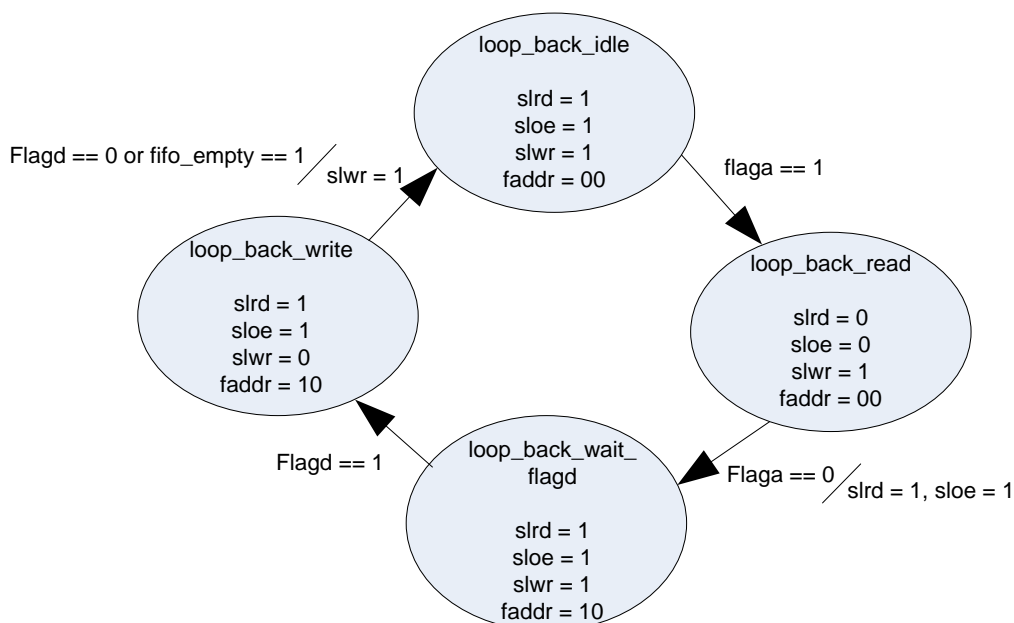 loop_back_idle
slrd = 1
sloe = 1
slwr = 1
faddr = 00
Flagd == 0 or fifo_empty == 1
slwr = 1
flaga == 1
loop_back_write
slrd = 1
sloe = 1
slwr = 0
faddr = 10
loop_back_read
slrd = 0
sloe = 0
slwr = 1
faddr = 00
Flagd == 1
loop_back_wait_
flagd
slrd = 1
sloe = 1
slwr = 1
faddr = 10
Flaga == 0
slrd = 1, sloe = 1